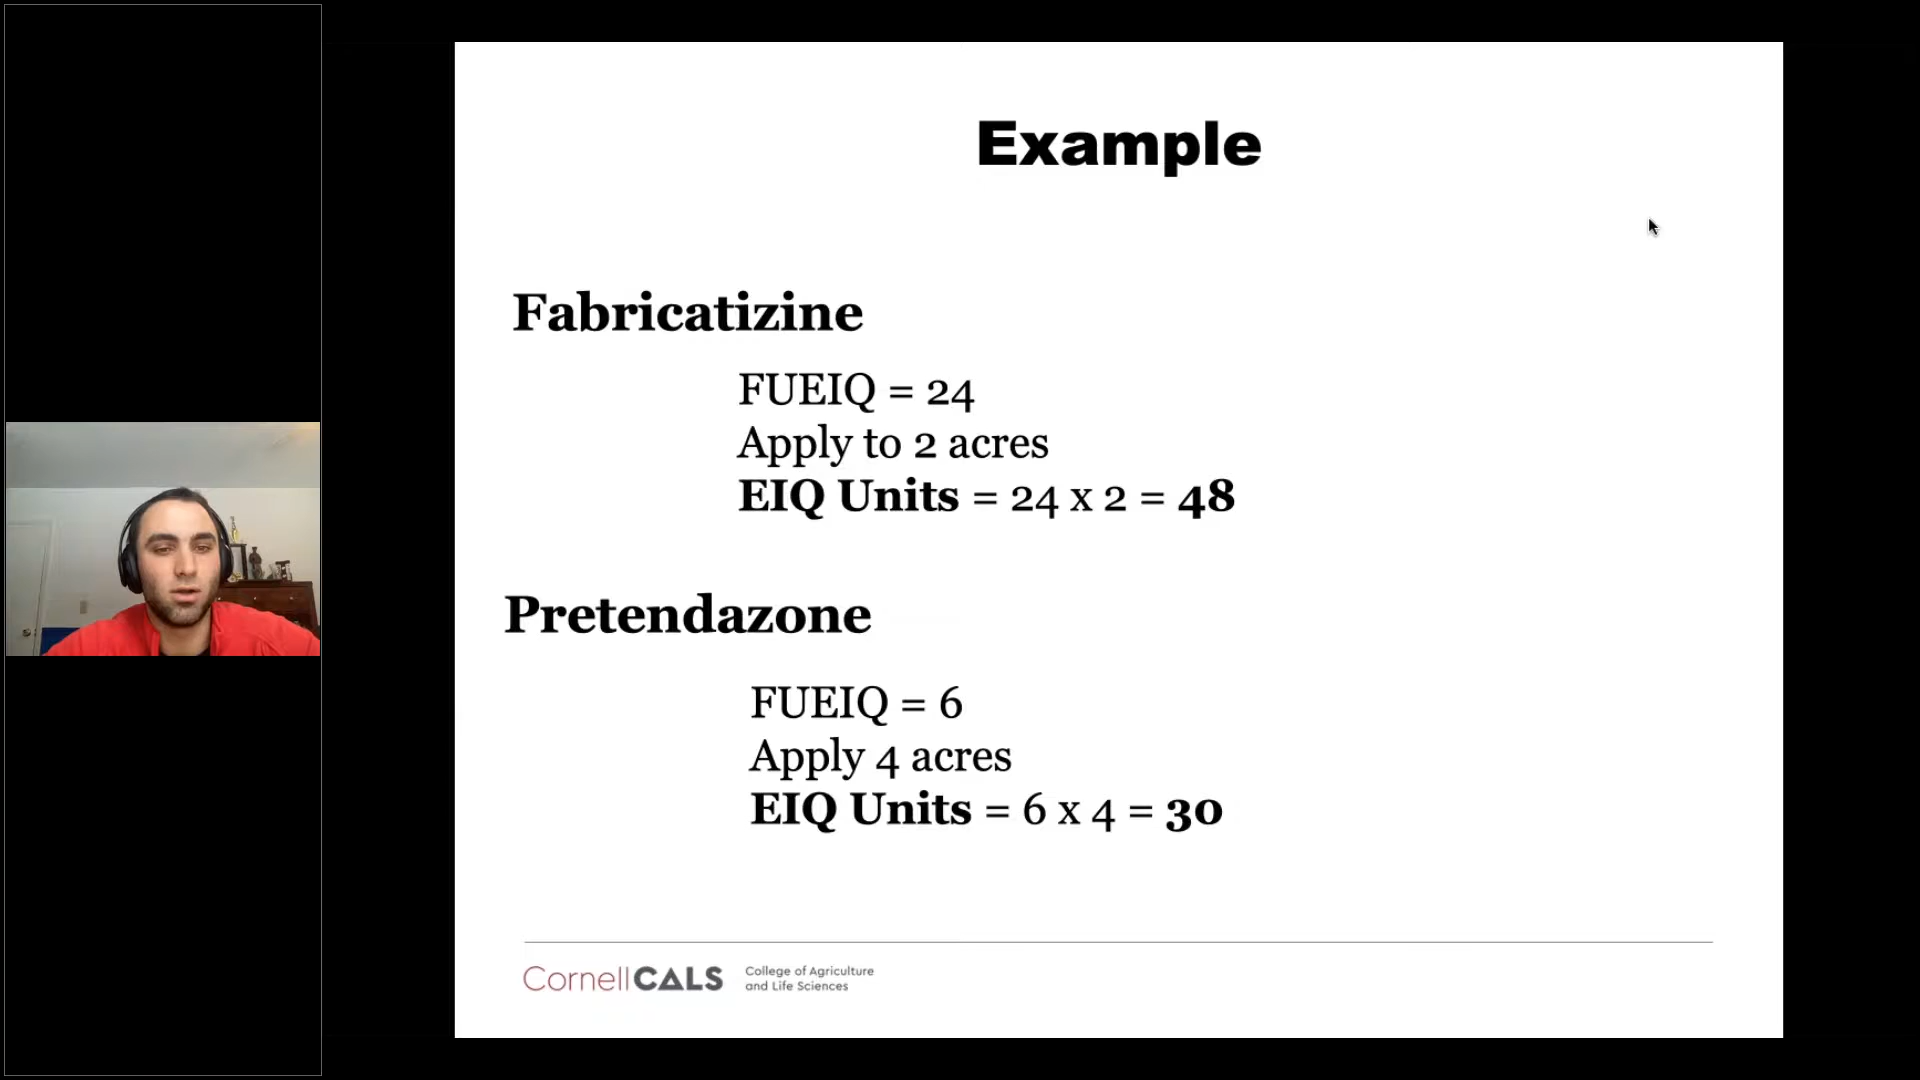 Example
Fabricatizine
FUEIQ = 24
Apply to 2 acres
EIQ Units = 24 x 2 = 48
Pretendazone
FUEIQ = 6
Apply 4 acres
EIQ Units = 6 x 4 = 30
CornellCALS
College of Agriculture
and Life Sciences